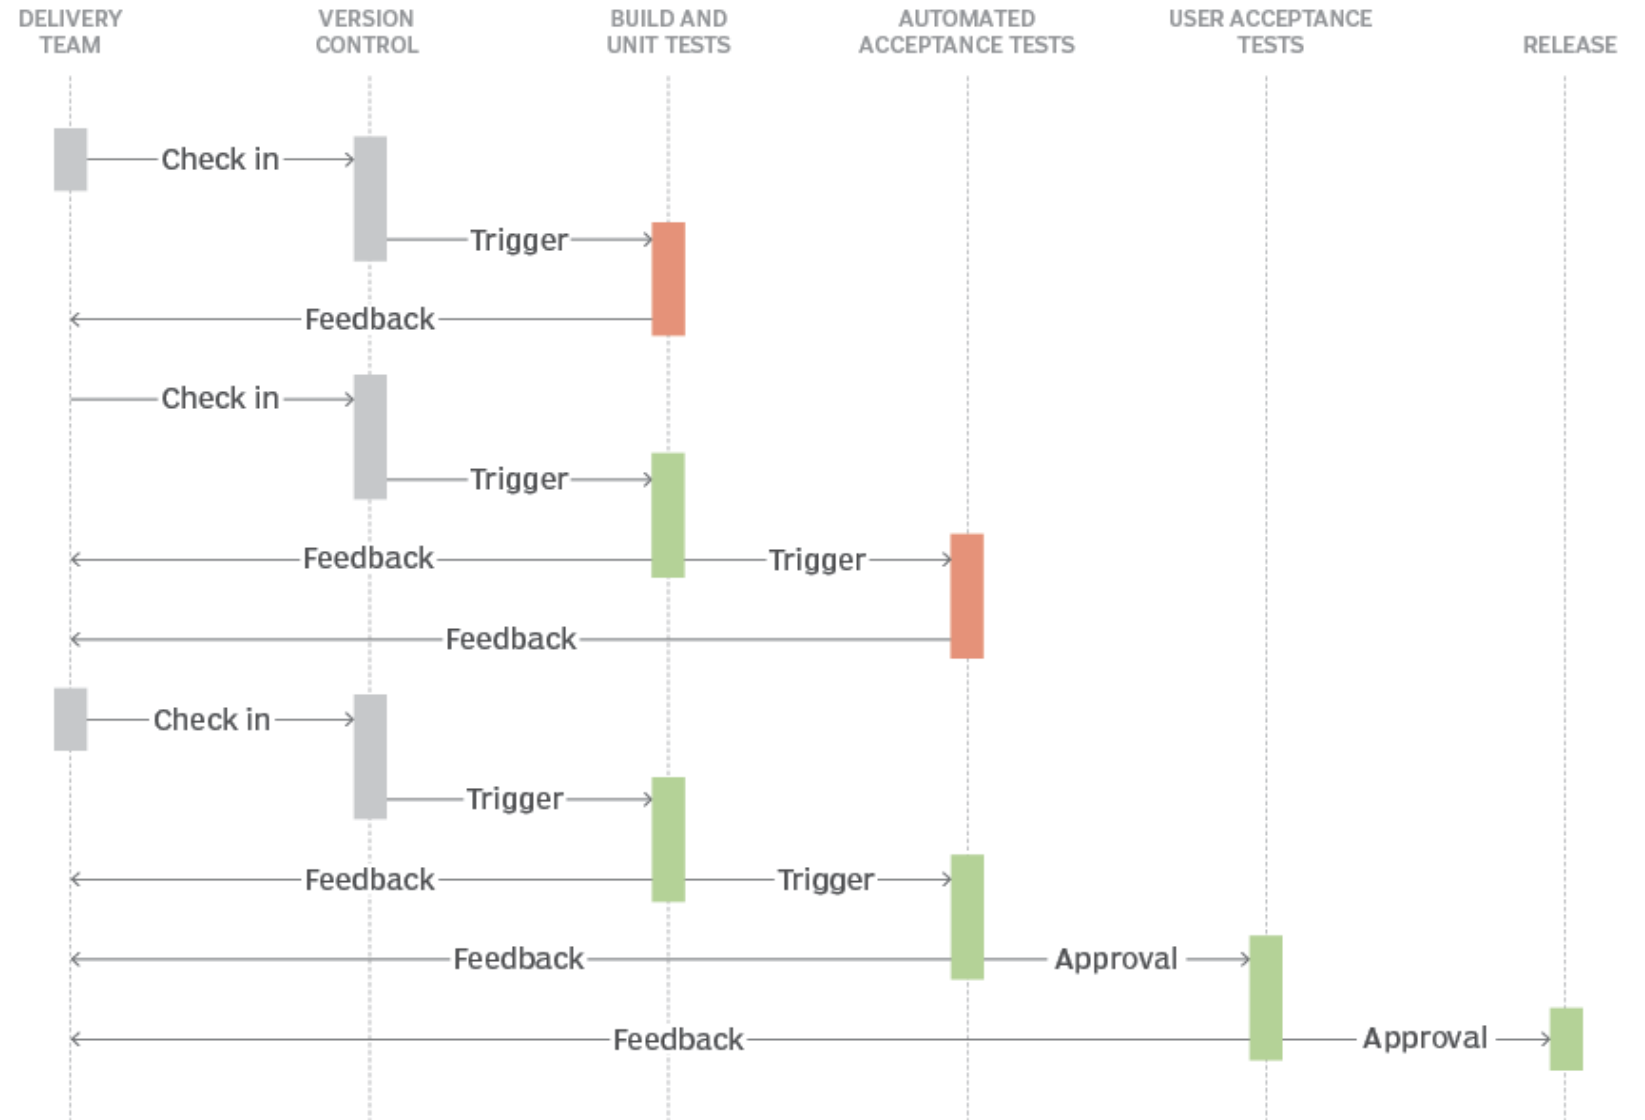 DELIVERY
TEAM
VERSION
CONTROL
BUILD AND
UNIT TESTS
AUTOMATED
ACCEPTANCE TESTS
USER ACCEPTANCE
TESTS
RELEASE
Check in
Trigger
Feedback
Check in
Trigger
Feedback
Trigger
Feedback
Check in
Trigger
Feedback
Trigger
Feedback
Approval
Feedback
Approval